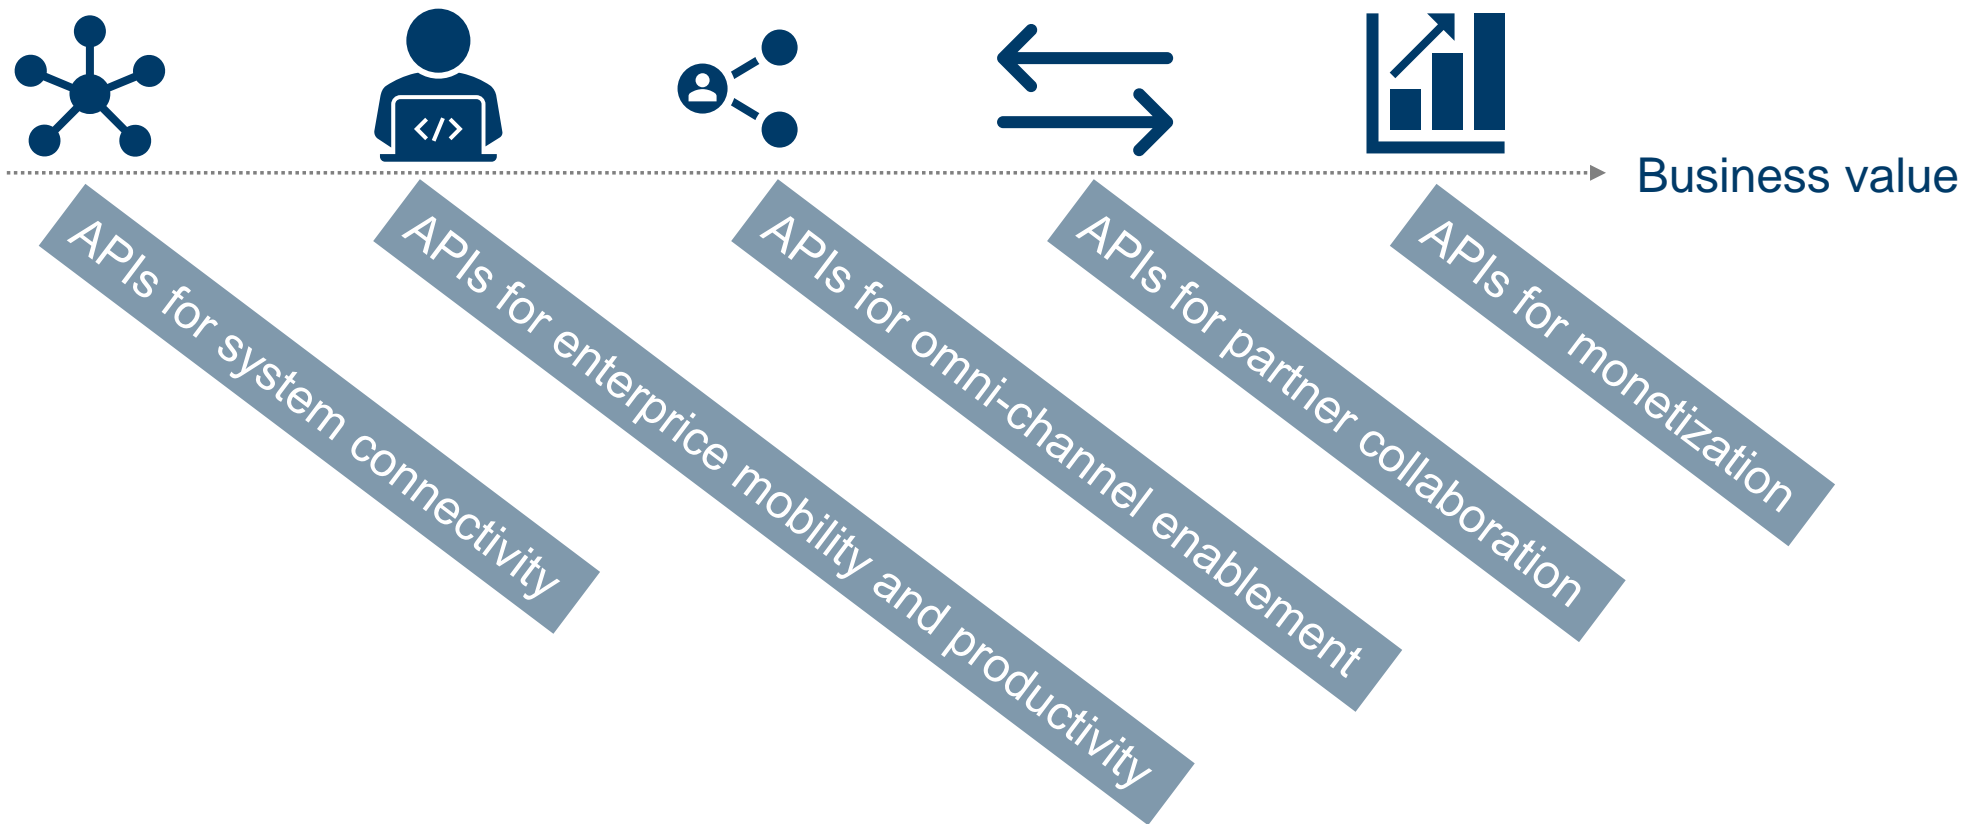 </>
Business value
APIs for system connectivity
APIs for enterprice mobility and productivity
APIs for omni-channel enablement
APIs for partner collaboration
APIs for monetization